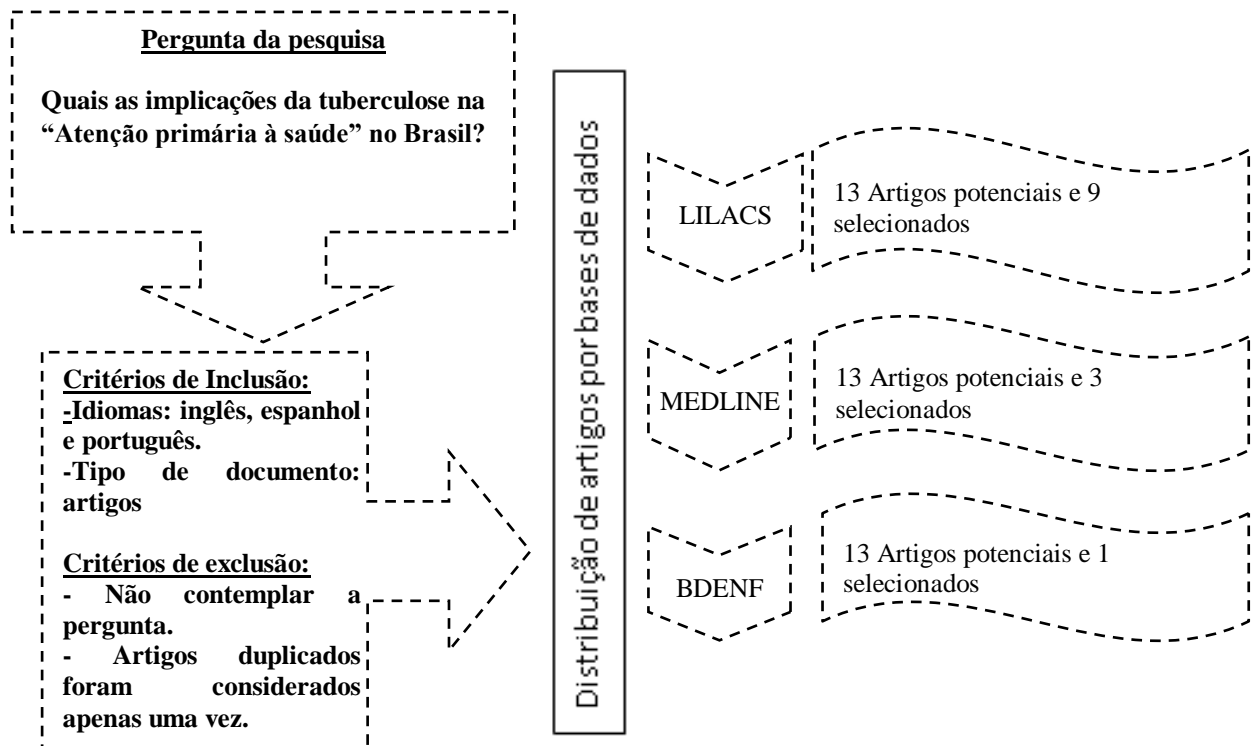 Pergunta da pesquisa
Quais as implicações da tuberculose na
“Atenção primária à saúde” no Brasil?
Critérios de Inclusão:
-Idiomas: inglês, espanhol
e português.
-Tipo de documento:
artigos
Critérios de exclusão:
- Não contemplar a
pergunta.
- Artigos duplicados
foram considerados
apenas uma vez.
Distribuição de artigos por bases de dados
LILACS
13 Artigos potenciais e 9
selecionados
MEDLINE
13 Artigos potenciais e 3
selecionados
BDENF
13 Artigos potenciais e 1
selecionados